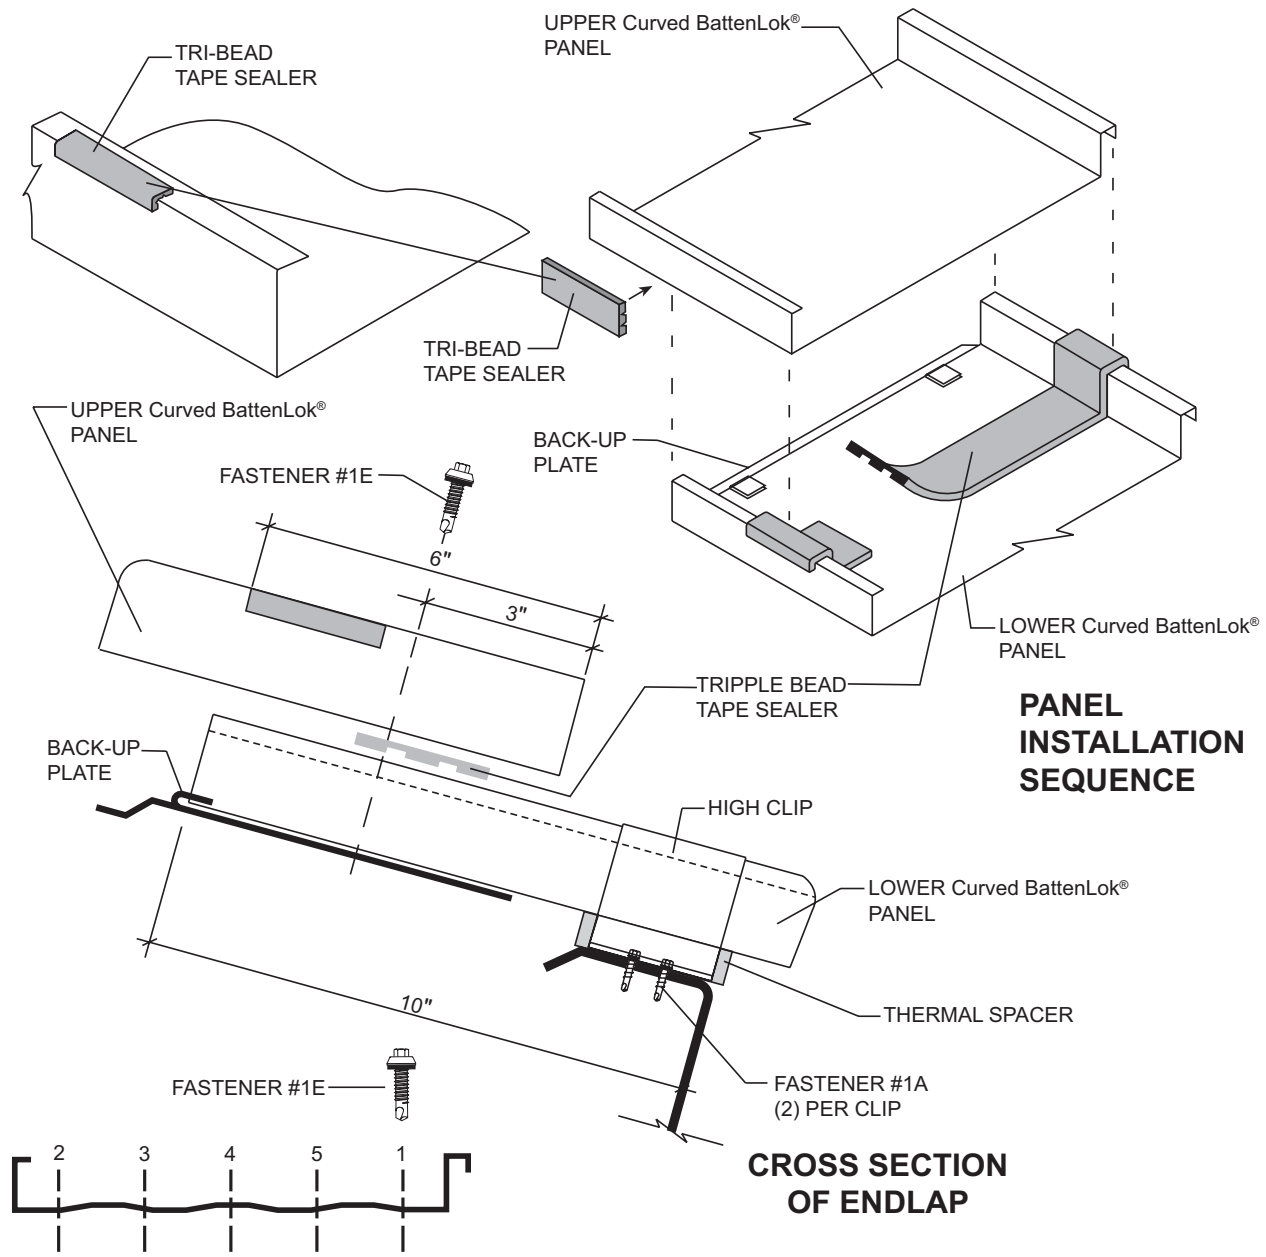 TRI-BEAD
TAPE SEALER
UPPER Curved BattenLok®
PANEL
TRI-BEAD
TAPE SEALER
UPPER Curved BattenLok®
PANEL
FASTENER #1E
BACK-UP
PLATE
6"
3"
LOWER Curved BattenLok®
PANEL
TRIPPLE BEAD
TAPE SEALER
PANEL
INSTALLATION
SEQUENCE
BACK-UP
PLATE
HIGH CLIP
LOWER Curved BattenLok®
PANEL
10"
THERMAL SPACER
FASTENER #1E
FASTENER #1A
(2) PER CLIP
2 3 4 5 1
CROSS SECTION
OF ENDLAP